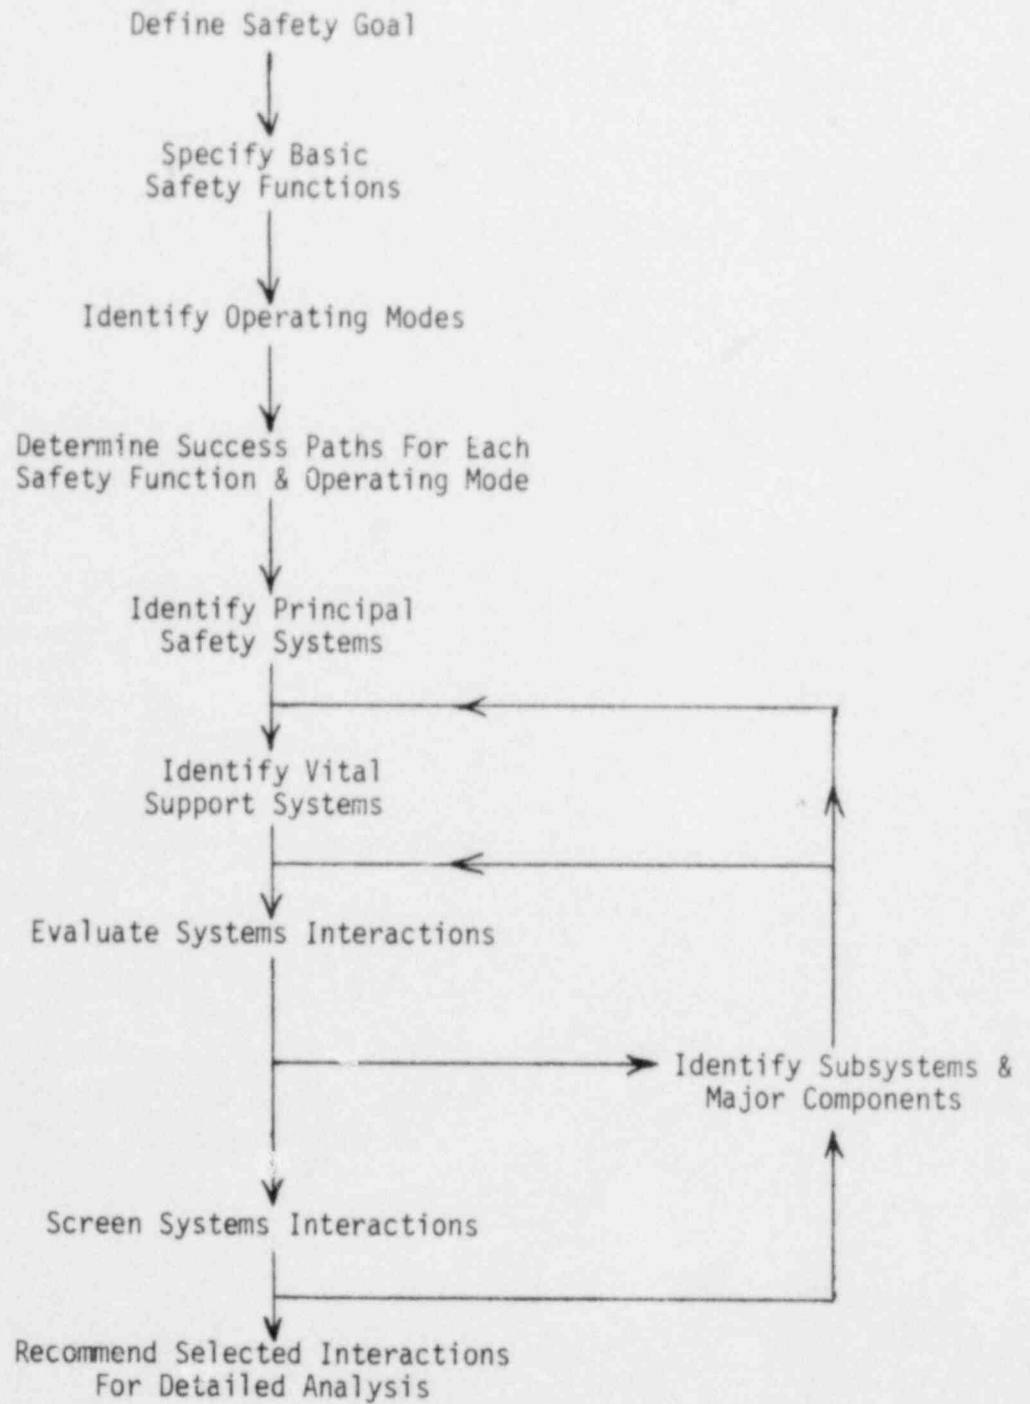 Define Safety Goal
Specify Basic
Safety Functions
Identify Operating Modes
Determine Success Paths For Each
Safety Function & Operating Mode
Identify Principal
Safety Systems
Identify Vital
Support Systems
Evaluate Systems Interactions
Identify Subsystems &
Major Components
Screen Systems Interactions
Recommend Selected Interactions
For Detailed Analysis